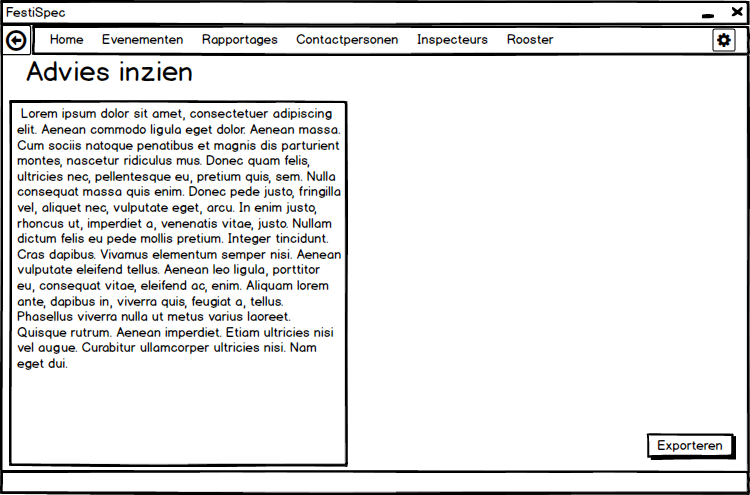 FestiSpec
Home Evenementen Rapportages Contactpersonen Inspecteurs Rooster
Advies inzien
Lorem ipsum dolor sit amet, consectetuer adipiscing
elit. Aenean commodo ligula eget dolor. Aenean massa.
Cum sociis natoque penatibus et magnis dis parturient
montes, nascetur ridiculus mus. Donec quam felis,
ultricies nec, pellentesque eu, pretium quis, sem. Nulla
consequat massa quis enim. Donec pede justo, fringilla
vel, aliquet nec, vulputate eget, arcu. In enim justo,
rhoncus ut, imperdiet a, venenatis vitae, justo. Nullam
dictum felis eu pede mollis pretium. Integer tincidunt.
Cras dapibus. Vivamus elementum semper nisi. Aenean
vulputate eleifend tellus. Aenean leo ligula, porttitor
eu, consequat vitae, eleifend ac, enim. Aliquam lorem
ante, dapibus in, viverra quis, feugiat a, tellus.
Phasellus viverra nulla ut metus varius laoreet.
Quisque rutrum. Aenean imperdiet. Etiam ultricies nisi
vel augue. Curabitur ullamcorper ultricies nisi. Nam
eget dui.
Exporteren